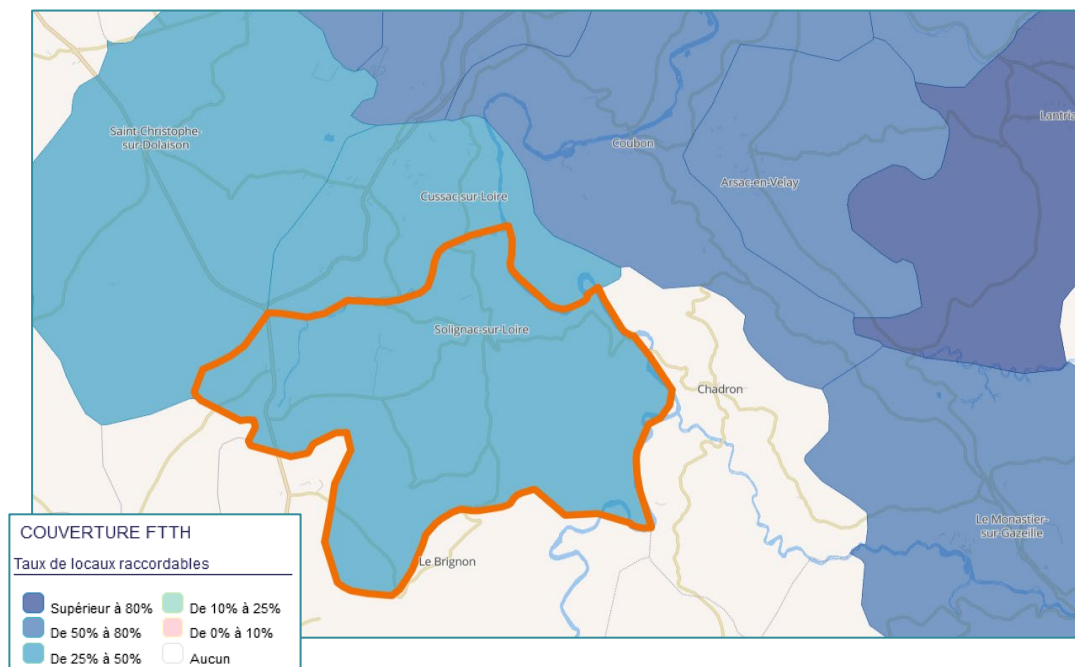 Saint-Christophe-
sur-Dolaison
Coubon
Lantria
Arsac-en-Velay
Cussac-sur-Loire
Solignac-sur-Loire
Chadron
Le Monastier-
sur-Gazeille
Le Brignon
COUVERTURE FTTH
Taux de locaux raccordables
Supérieur à 80%
De 50% à 80%
De 25% à 50%
De 10% à 25%
De 0% à 10%
Aucun